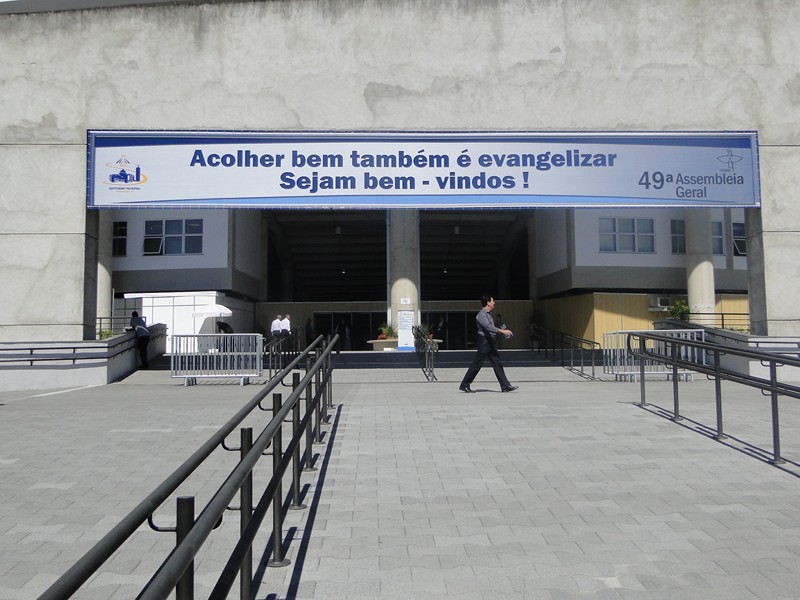 Acolher bem também é evangelizar
Sejam bem - vindos !
49ª Assembleia
Geral